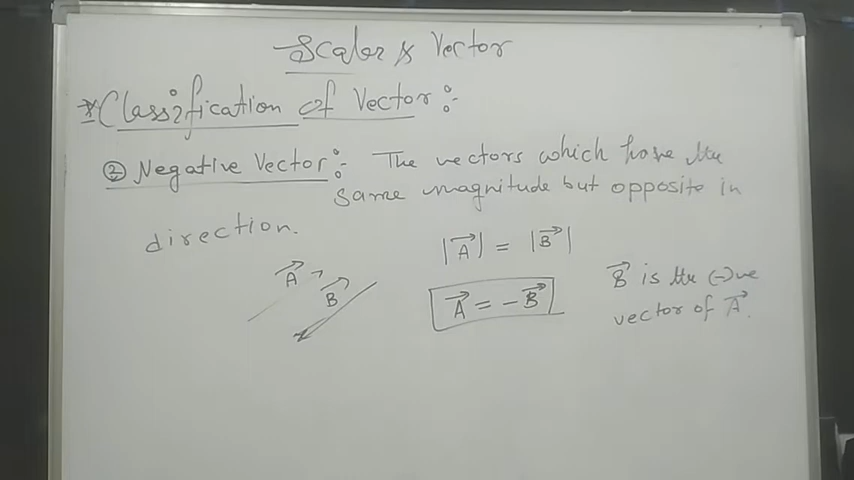 Scaler & Vector
* Classification of Vector :-
② Negative Vector :- The vectors which have the
same magnitude but opposite in
direction.
|A⃗| = |B⃗|
A⃗ B⃗
A⃗ = -B⃗
B⃗ is the (-)ve
vector of A⃗.